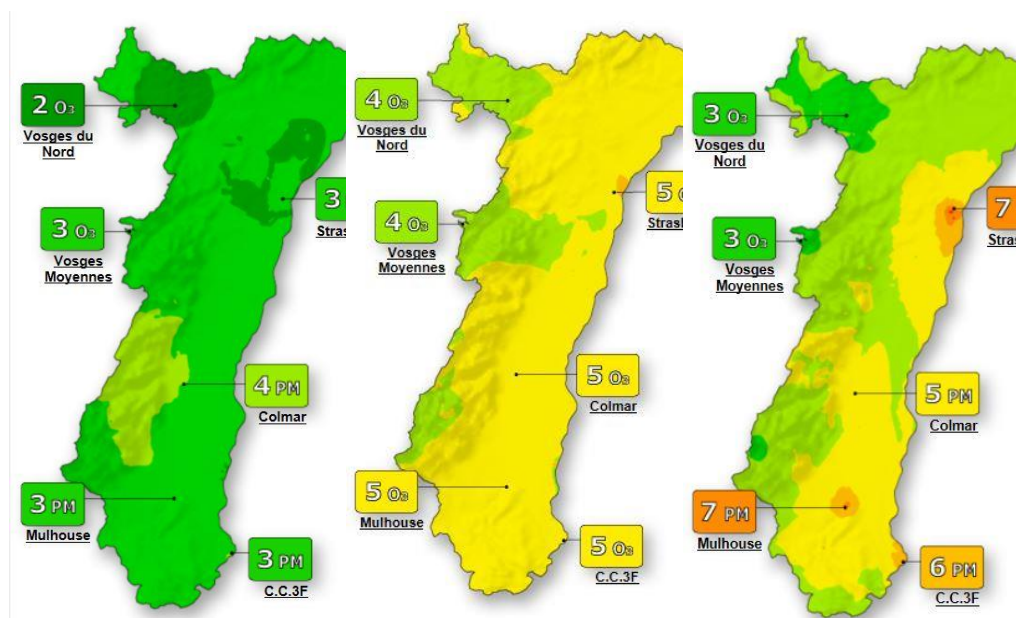 2 O₃
Vosges du
Nord
3 O₃
Vosges
Moyennes
3
Stras
4 PM
Colmar
3 PM
Mulhouse
3 PM
C.C.3F
4 O₃
Vosges du
Nord
4 O₃
Vosges
Moyennes
5
Strasl
5 O₃
Colmar
5 O₃
Mulhouse
5 O₃
C.C.3F
3 O₃
Vosges du
Nord
3 O₃
Vosges
Moyennes
7
Stras
5 PM
Colmar
7 PM
Mulhouse
6 PM
C.C.3F